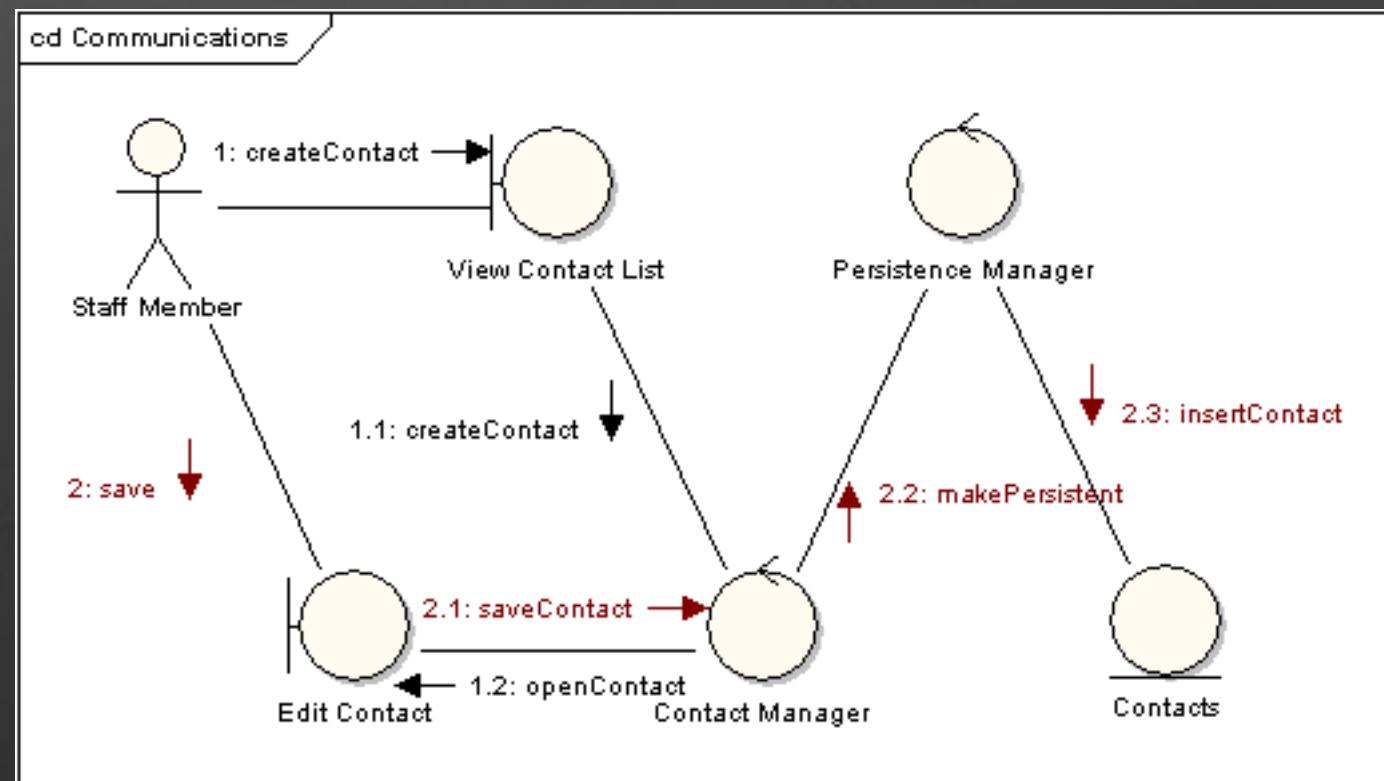 cd Communications
1: createContact
View Contact List
Persistence Manager
Staff Member
1.1: createContact
2.3: insertContact
2: save
2.2: makePersistent
2.1: saveContact
1.2: openContact
Edit Contact
Contact Manager
Contacts